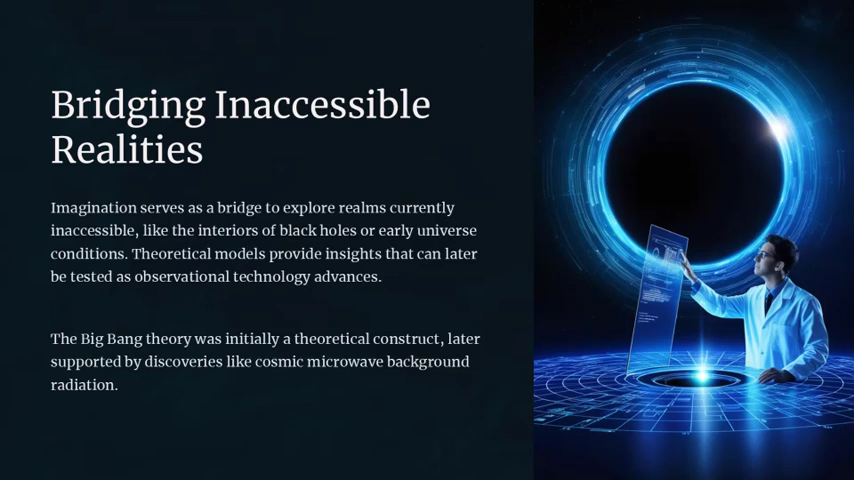 Bridging Inaccessible
Realities
Imagination serves as a bridge to explore realms currently
inaccessible, like the interiors of black holes or early universe
conditions. Theoretical models provide insights that can later
be tested as observational technology advances.
The Big Bang theory was initially a theoretical construct, later
supported by discoveries like cosmic microwave background
radiation.